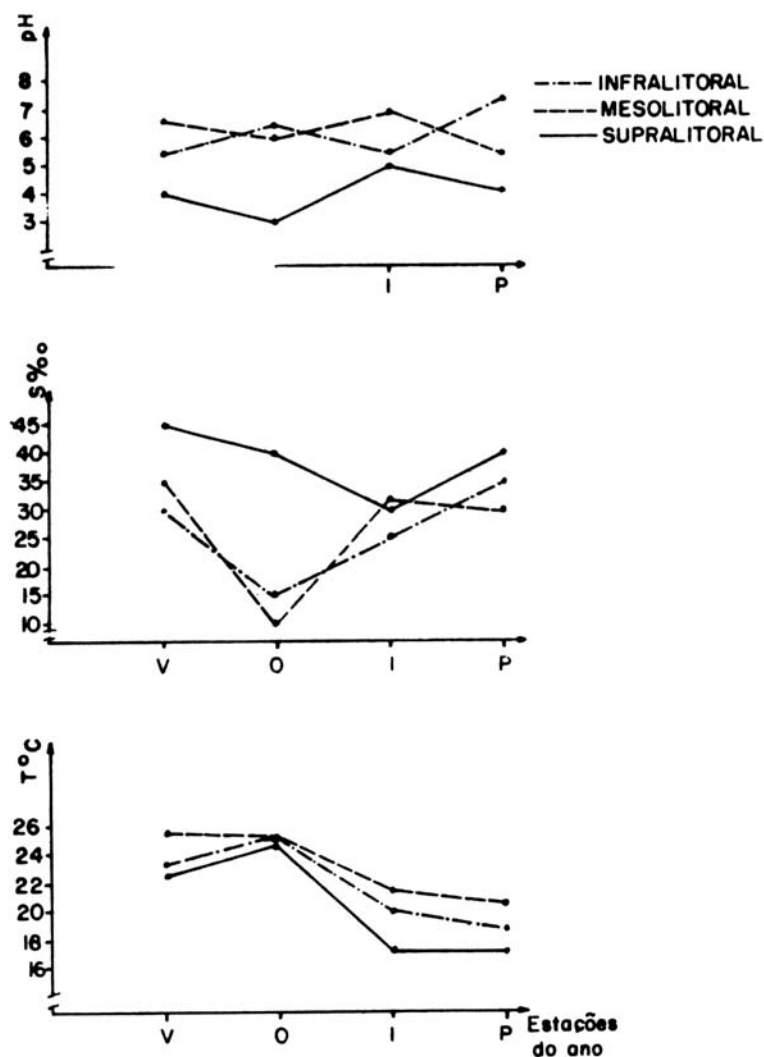 pH
8
7
6
5
4
3
I P
INFRALITORAL
MESOLITORAL
SUPRALITORAL
S‰
45
40
35
30
25
20
15
10
V O I P
T°C
26
24
22
20
18
16
V O I P
Estações
do ano